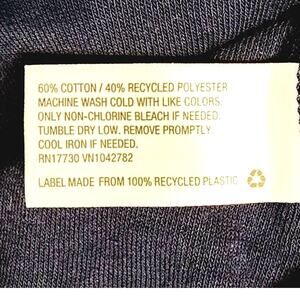 60% COTTON / 40% RECYCLED POLYESTER
MACHINE WASH COLD WITH LIKE COLORS.
ONLY NON-CHLORINE BLEACH IF NEEDED.
TUMBLE DRY LOW. REMOVE PROMPTLY.
COOL IRON IF NEEDED.
RN17730 VN1042782
LABEL MADE FROM 100% RECYCLED PLASTIC